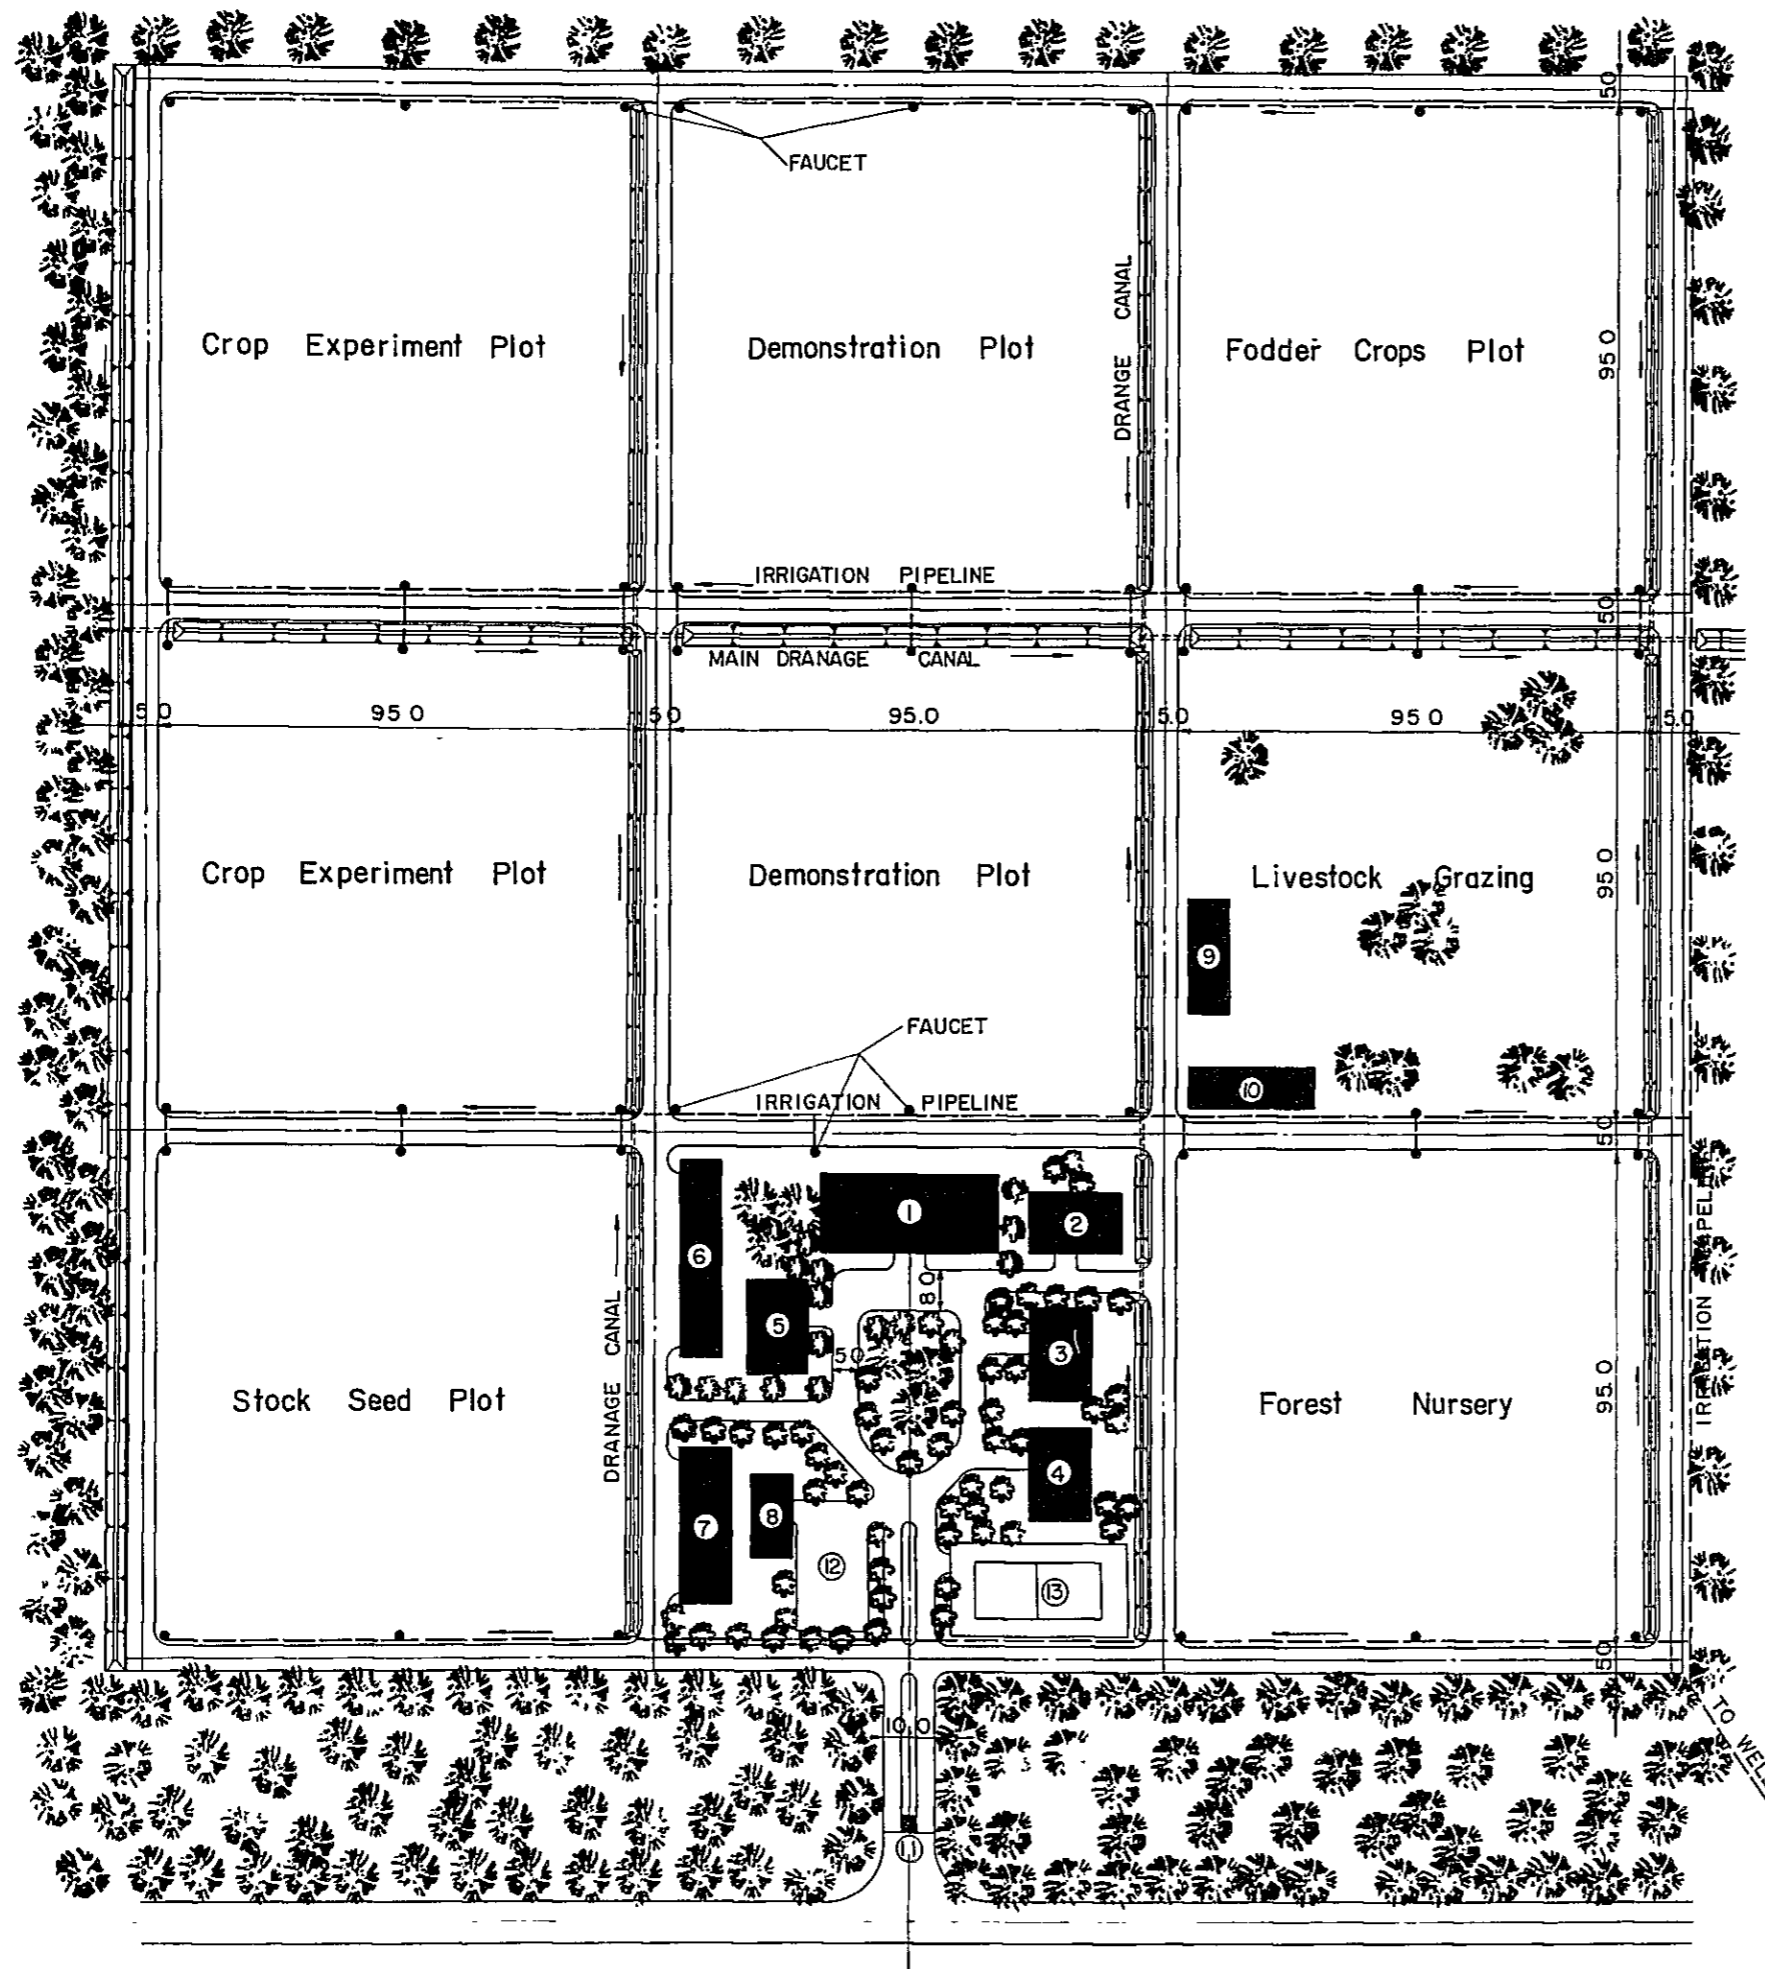 50
FAUCET
Crop Experiment Plot
Demonstration Plot
DRANGE CANAL
Fodder Crops Plot
95 0
IRRIGATION PIPELINE
50
MAIN DRANAGE CANAL
5 0
95 0
5.0
95.0
5.0
95 0
5.0
Crop Experiment Plot
Demonstration Plot
Livestock Grazing
95 0
9
FAUCET
10
IRRIGATION PIPELINE
5.0
1
2
6
8 0
5
5 0
3
DRANAGE CANAL
Stock Seed Plot
Forest Nursery
95.0
IRRIGATION PIPELINE
4
7
8
12
13
50
10.0
TO WELL
11